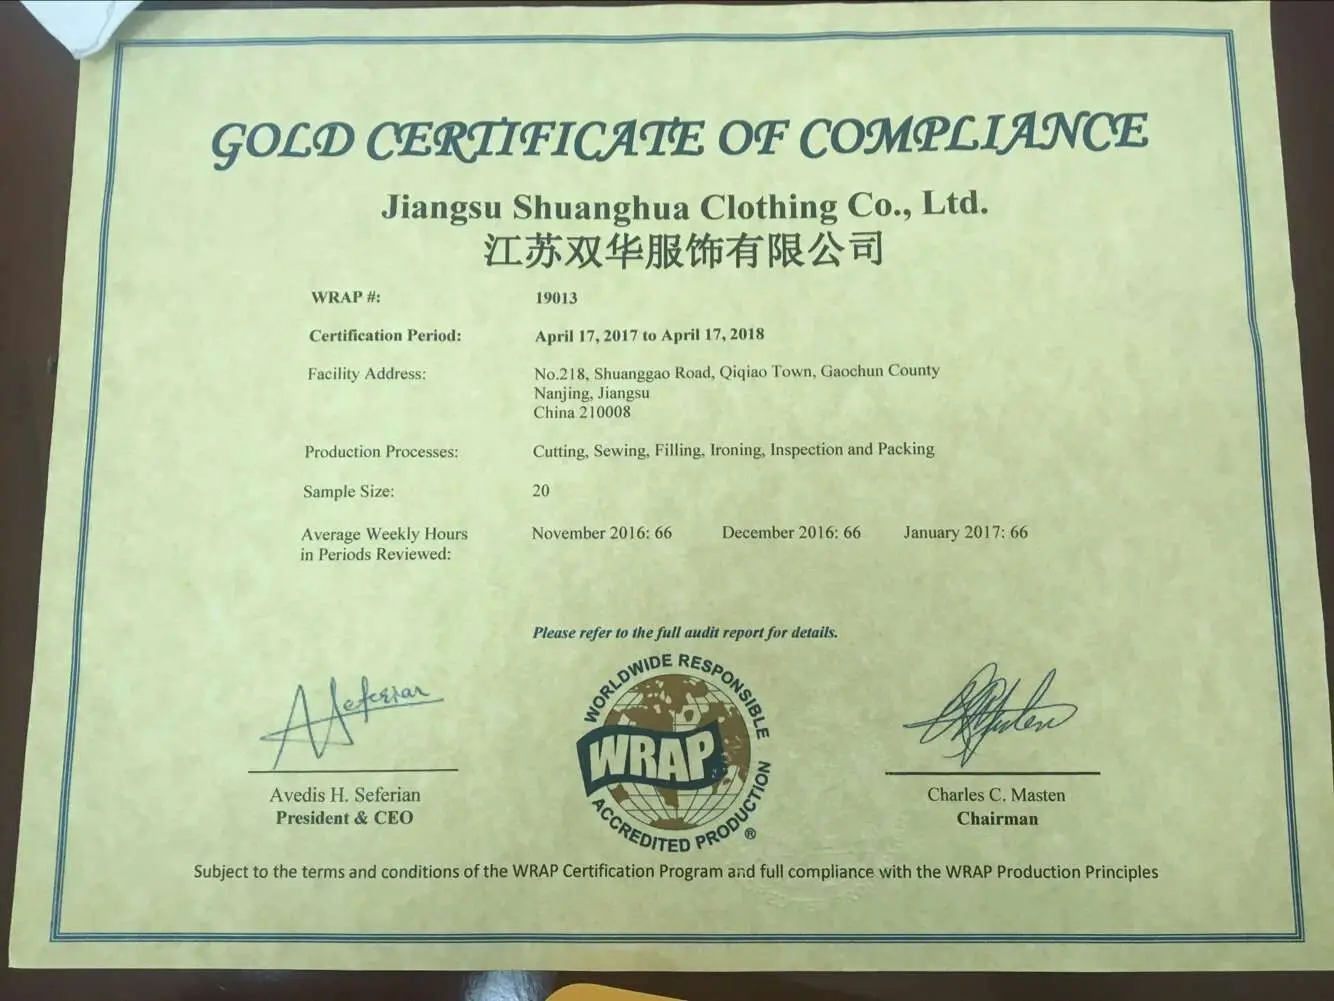 GOLD CERTIFICATE OF COMPLIANCE
Jiangsu Shuanghua Clothing Co., Ltd.
江苏双华服饰有限公司
WRAP #: 19013
Certification Period: April 17, 2017 to April 17, 2018
Facility Address: No.218, Shuanggao Road, Qiqiao Town, Gaochun County
Nanjing, Jiangsu
China 210008
Production Processes: Cutting, Sewing, Filling, Ironing, Inspection and Packing
Sample Size: 20
Average Weekly Hours November 2016: 66 December 2016: 66 January 2017: 66
in Periods Reviewed:
Please refer to the full audit report for details.
WORLDWIDE RESPONSIBLE
WRAP
ACCREDITED PRODUCTION ®
Avedis H. Seferian
President & CEO
Charles C. Masten
Chairman
Subject to the terms and conditions of the WRAP Certification Program and full compliance with the WRAP Production Principles